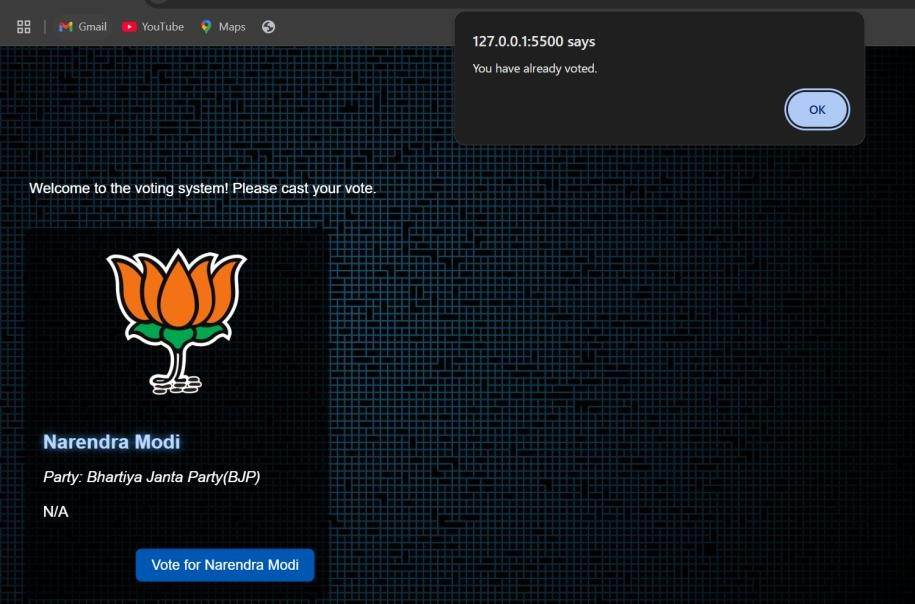 Gmail YouTube Maps
127.0.0.1:5500 says
You have already voted.
OK
Welcome to the voting system! Please cast your vote.
Narendra Modi
Party: Bhartiya Janta Party(BJP)
N/A
Vote for Narendra Modi